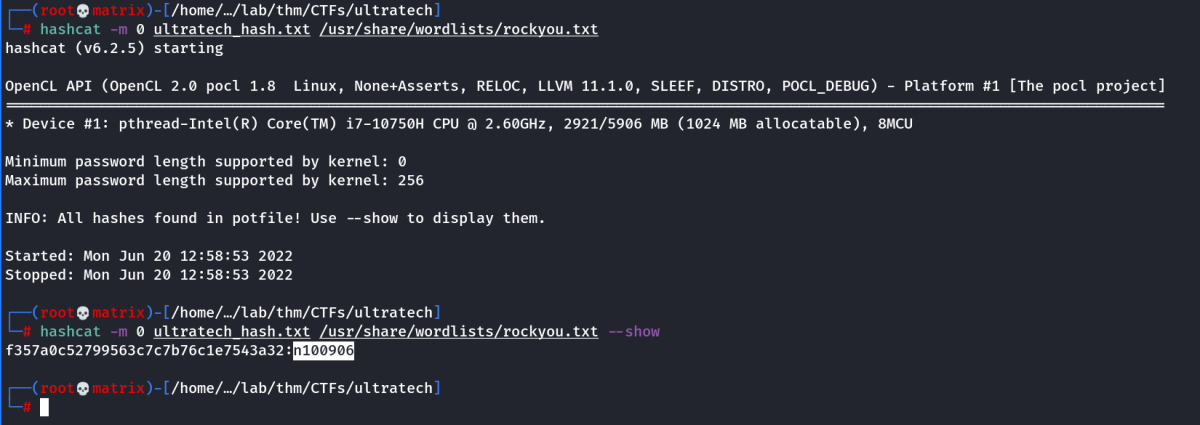 ┌──(root💀matrix)-[/home/…/lab/thm/CTFs/ultratech]
└─# hashcat -m 0 ultratech_hash.txt /usr/share/wordlists/rockyou.txt
hashcat (v6.2.5) starting
OpenCL API (OpenCL 2.0 pocl 1.8  Linux, None+Asserts, RELOC, LLVM 11.1.0, SLEEF, DISTRO, POCL_DEBUG) - Platform #1 [The pocl project]
* Device #1: pthread-Intel(R) Core(TM) i7-10750H CPU @ 2.60GHz, 2921/5906 MB (1024 MB allocatable), 8MCU
Minimum password length supported by kernel: 0
Maximum password length supported by kernel: 256
INFO: All hashes found in potfile! Use --show to display them.
Started: Mon Jun 20 12:58:53 2022
Stopped: Mon Jun 20 12:58:53 2022
┌──(root💀matrix)-[/home/…/lab/thm/CTFs/ultratech]
└─# hashcat -m 0 ultratech_hash.txt /usr/share/wordlists/rockyou.txt --show
f357a0c52799563c7c7b76c1e7543a32:n100906
┌──(root💀matrix)-[/home/…/lab/thm/CTFs/ultratech]
└─#